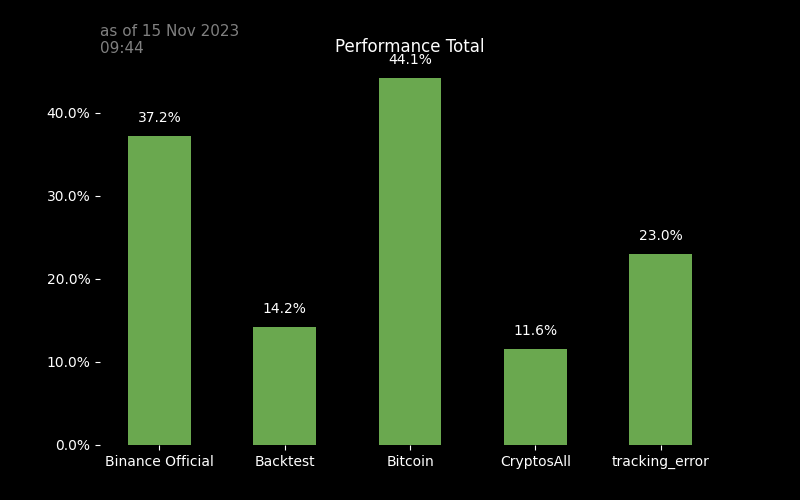 as of 15 Nov 2023
09:44
Performance Total
44.1%
40.0%
37.2%
30.0%
23.0%
20.0%
14.2%
11.6%
10.0%
0.0%
Binance Official
Backtest
Bitcoin
CryptosAll
tracking_error